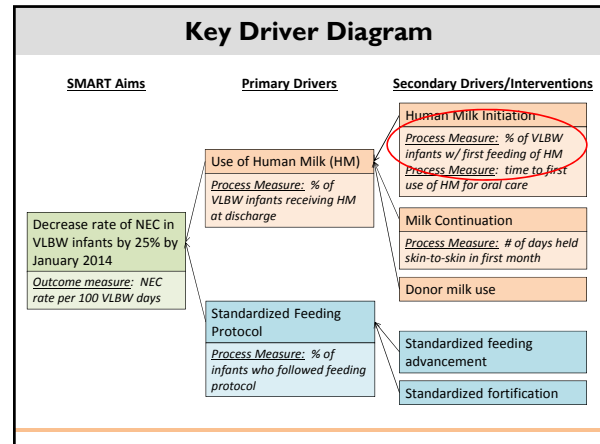 Key Driver Diagram
SMART Aims
Primary Drivers
Secondary Drivers/Interventions
Decrease rate of NEC in
VLBW infants by 25% by
January 2014
Outcome measure: NEC
rate per 100 VLBW days
Use of Human Milk (HM)
Process Measure: % of
VLBW infants receiving HM
at discharge
Standardized Feeding
Protocol
Process Measure: % of
infants who followed feeding
protocol
Human Milk Initiation
Process Measure: % of VLBW
infants w/ first feeding of HM
Process Measure: time to first
use of HM for oral care
Milk Continuation
Process Measure: # of days held
skin-to-skin in first month
Donor milk use
Standardized feeding
advancement
Standardized fortification